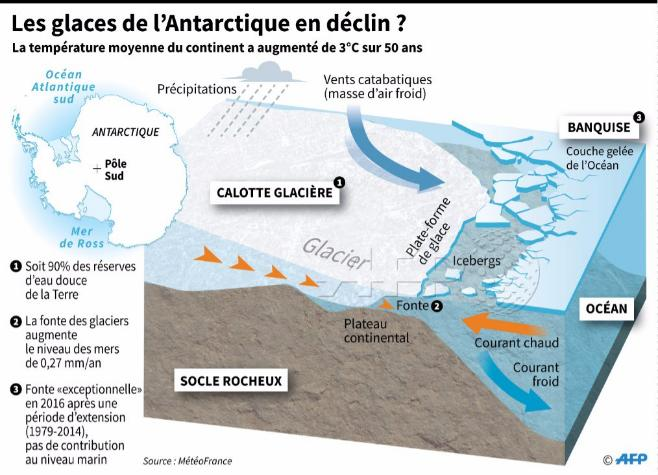 Les glaces de l'Antarctique en déclin ?
La température moyenne du continent a augmenté de 3°C sur 50 ans
Océan
Atlantique
sud
ANTARCTIQUE
Pôle
Sud
Mer
de Ross
Précipitations
Vents catabatiques
(masse d'air froid)
BANQUISE 3
Couche gelée
de l'Océan
CALOTTE GLACIÈRE 1
Glacier
Plate-forme
de glace
Icebergs
OCÉAN
Fonte 2
Plateau
continental
Courant chaud
Courant
froid
SOCLE ROCHEUX
1 Soit 90% des réserves
d'eau douce
de la Terre
2 La fonte des glaciers
augmente
le niveau des mers
de 0,27 mm/an
3 Fonte «exceptionnelle»
en 2016 après une
période d'extension
(1979-2014),
pas de contribution
au niveau marin
Source : MétéoFrance
© AFP